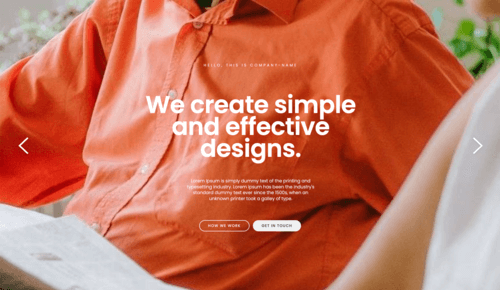 HELLO, THIS IS COMPANY-NAME
We create simple
and effective
designs.
Lorem Ipsum is simply dummy text of the printing and
typesetting industry. Lorem Ipsum has been the industry's
standard dummy text ever since the 1500s, when an
unknown printer took a galley of type.
HOW WE WORK
GET IN TOUCH